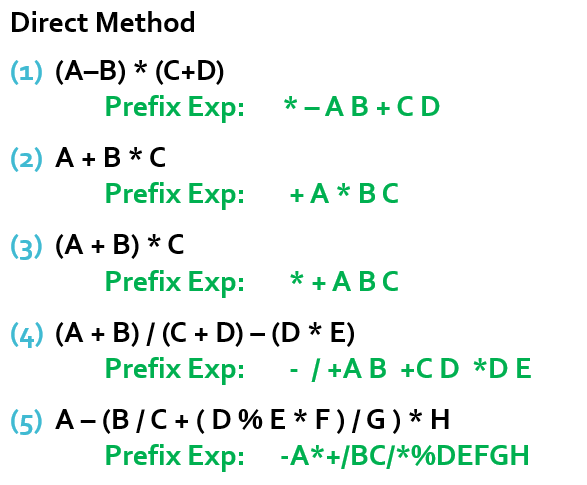 Direct Method
(1) (A–B) * (C+D)
Prefix Exp: * – A B + C D
(2) A + B * C
Prefix Exp: + A * B C
(3) (A + B) * C
Prefix Exp: * + A B C
(4) (A + B) / (C + D) – (D * E)
Prefix Exp: - / +A B +C D *D E
(5) A – (B / C + ( D % E * F ) / G ) * H
Prefix Exp: -A*+/BC/*%DEFGH